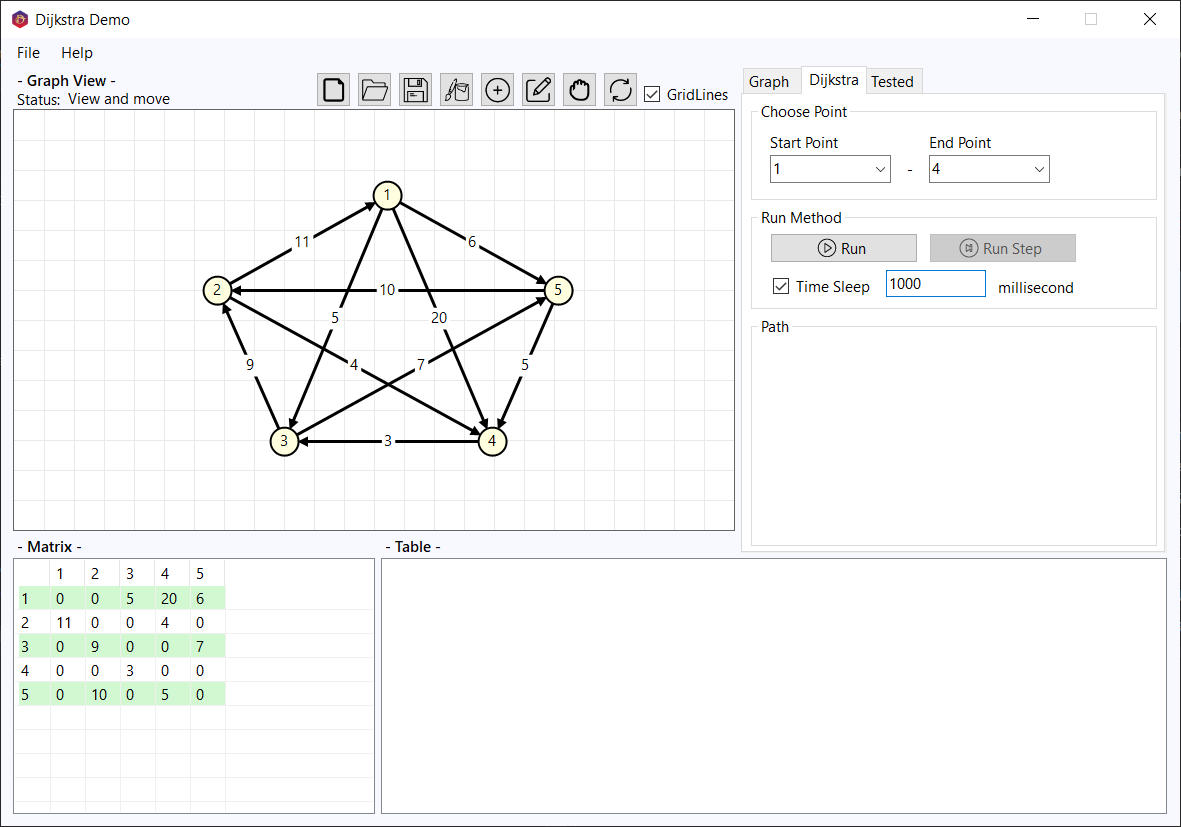 Dijkstra Demo
File Help
- Graph View -
Status: View and move
GridLines
1
11
6
2
10
5
5
20
9
4
7
5
3
3
4
Graph Dijkstra Tested
Choose Point
Start Point End Point
1 - 4
Run Method
Run Run Step
Time Sleep 1000 millisecond
Path
- Matrix -
1 2 3 4 5
1 0 0 5 20 6
2 11 0 0 4 0
3 0 9 0 0 7
4 0 0 3 0 0
5 0 10 0 5 0
- Table -